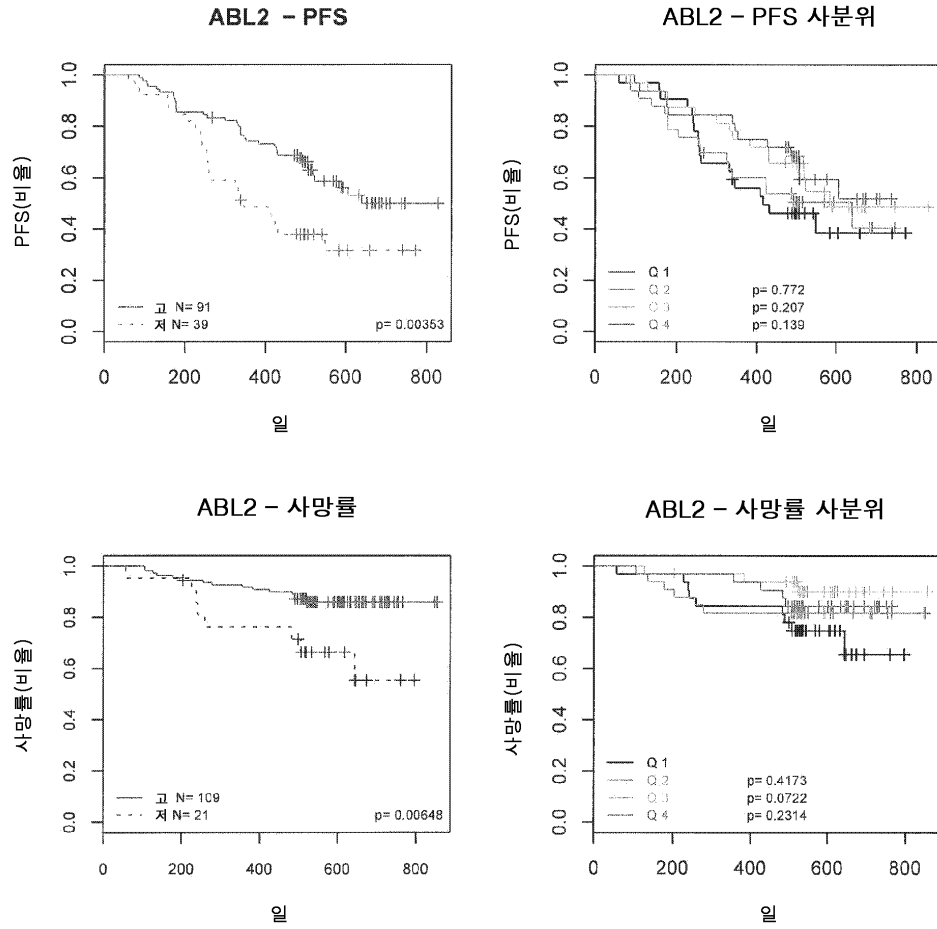 ABL2 – PFS
PFS(비율)
1.0
0.8
0.6
0.4
0.2
0.0
고 N= 91
저 N= 39
p= 0.00353
0 200 400 600 800
일
ABL2 – PFS 사분위
PFS(비율)
1.0
0.8
0.6
0.4
0.2
0.0
Q 1
Q 2 p= 0.772
Q 3 p= 0.207
Q 4 p= 0.139
0 200 400 600 800
일
ABL2 – 사망률
사망률(비율)
1.0
0.8
0.6
0.4
0.2
0.0
고 N= 109
저 N= 21
p= 0.00648
0 200 400 600 800
일
ABL2 – 사망률 사분위
사망률(비율)
1.0
0.8
0.6
0.4
0.2
0.0
Q 1
Q 2 p= 0.4173
Q 3 p= 0.0722
Q 4 p= 0.2314
0 200 400 600 800
일